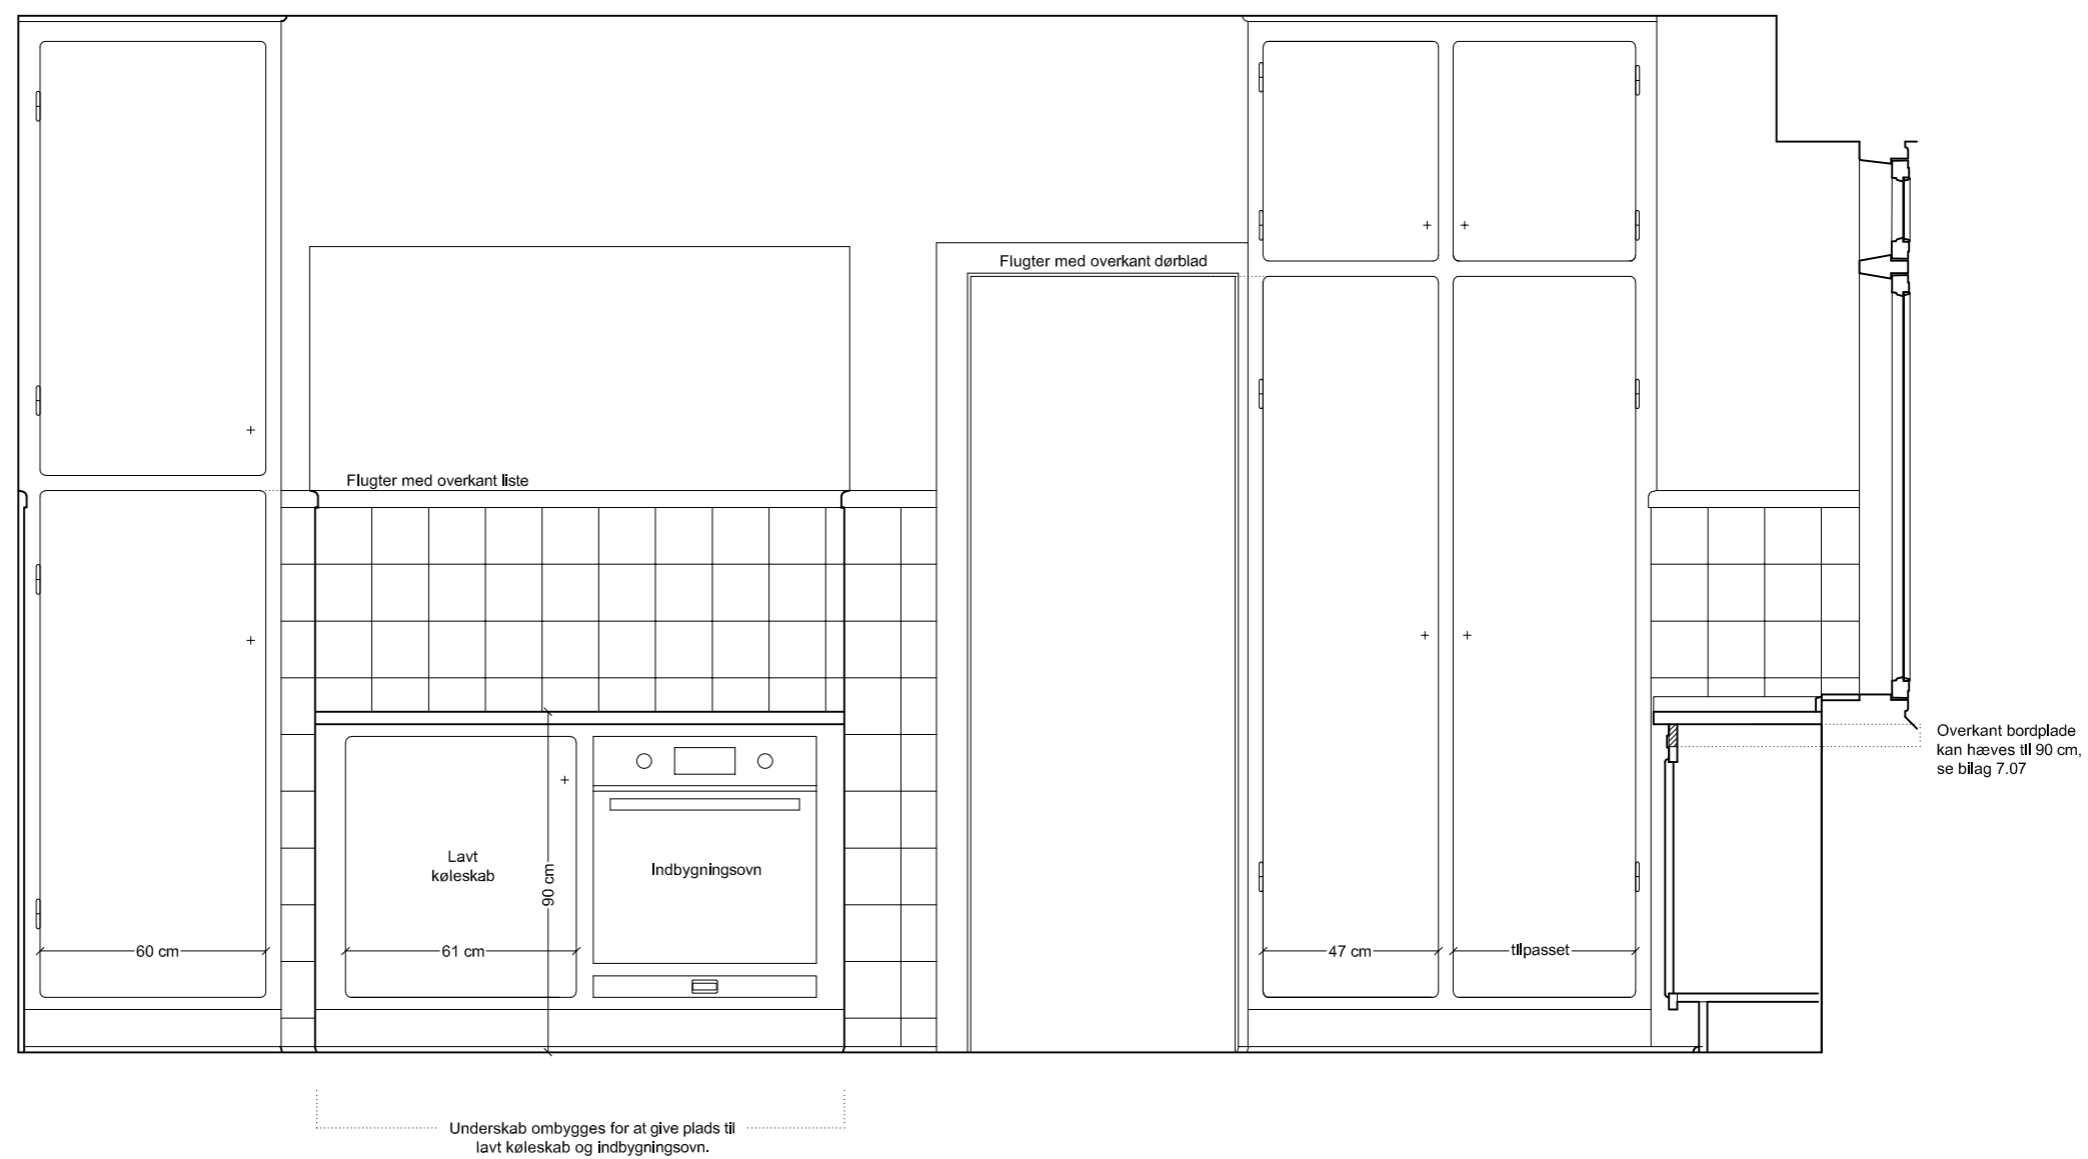 Flugter med overkant dørblad
Flugter med overkant liste
Overkant bordplade
kan hæves til 90 cm,
se bilag 7.07
Lavt
køleskab
90 cm
Indbygningsovn
60 cm
61 cm
47 cm
tilpasset
Underskab ombygges for at give plads til
lavt køleskab og indbygningsovn.